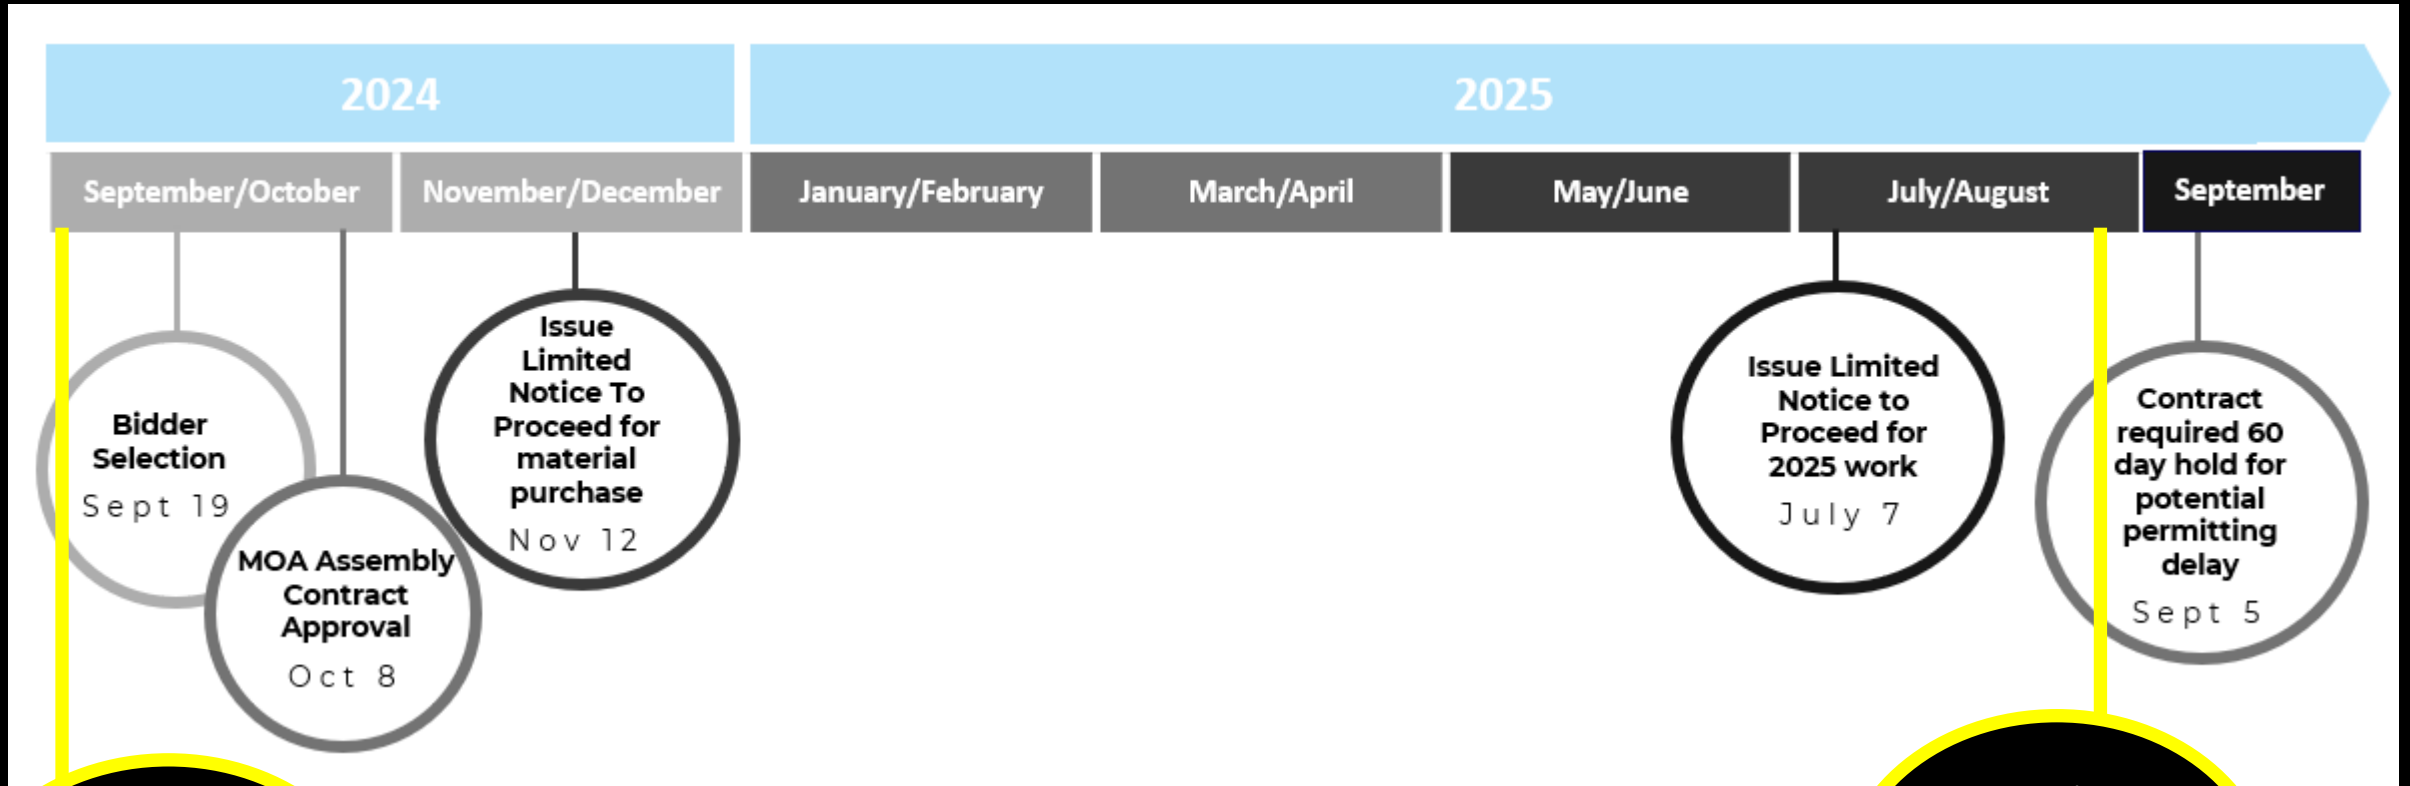 2024
2025
September/October
November/December
January/February
March/April
May/June
July/August
September
Bidder
Selection
Sept 19
MOA Assembly
Contract
Approval
Oct 8
Issue
Limited
Notice To
Proceed for
material
purchase
Nov 12
Issue Limited
Notice to
Proceed for
2025 work
July 7
Contract
required 60
day hold for
potential
permitting
delay
Sept 5